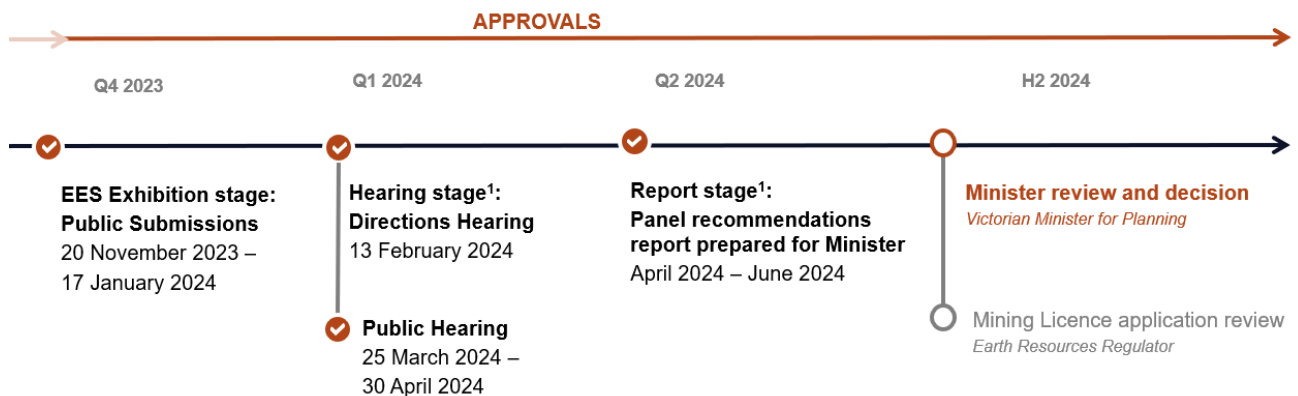 APPROVALS
Q4 2023
Q1 2024
Q2 2024
H2 2024
EES Exhibition stage:
Public Submissions
20 November 2023 –
17 January 2024
Hearing stage¹:
Directions Hearing
13 February 2024
Public Hearing
25 March 2024 –
30 April 2024
Report stage¹:
Panel recommendations
report prepared for Minister
April 2024 – June 2024
Minister review and decision
Victorian Minister for Planning
Mining Licence application review
Earth Resources Regulator